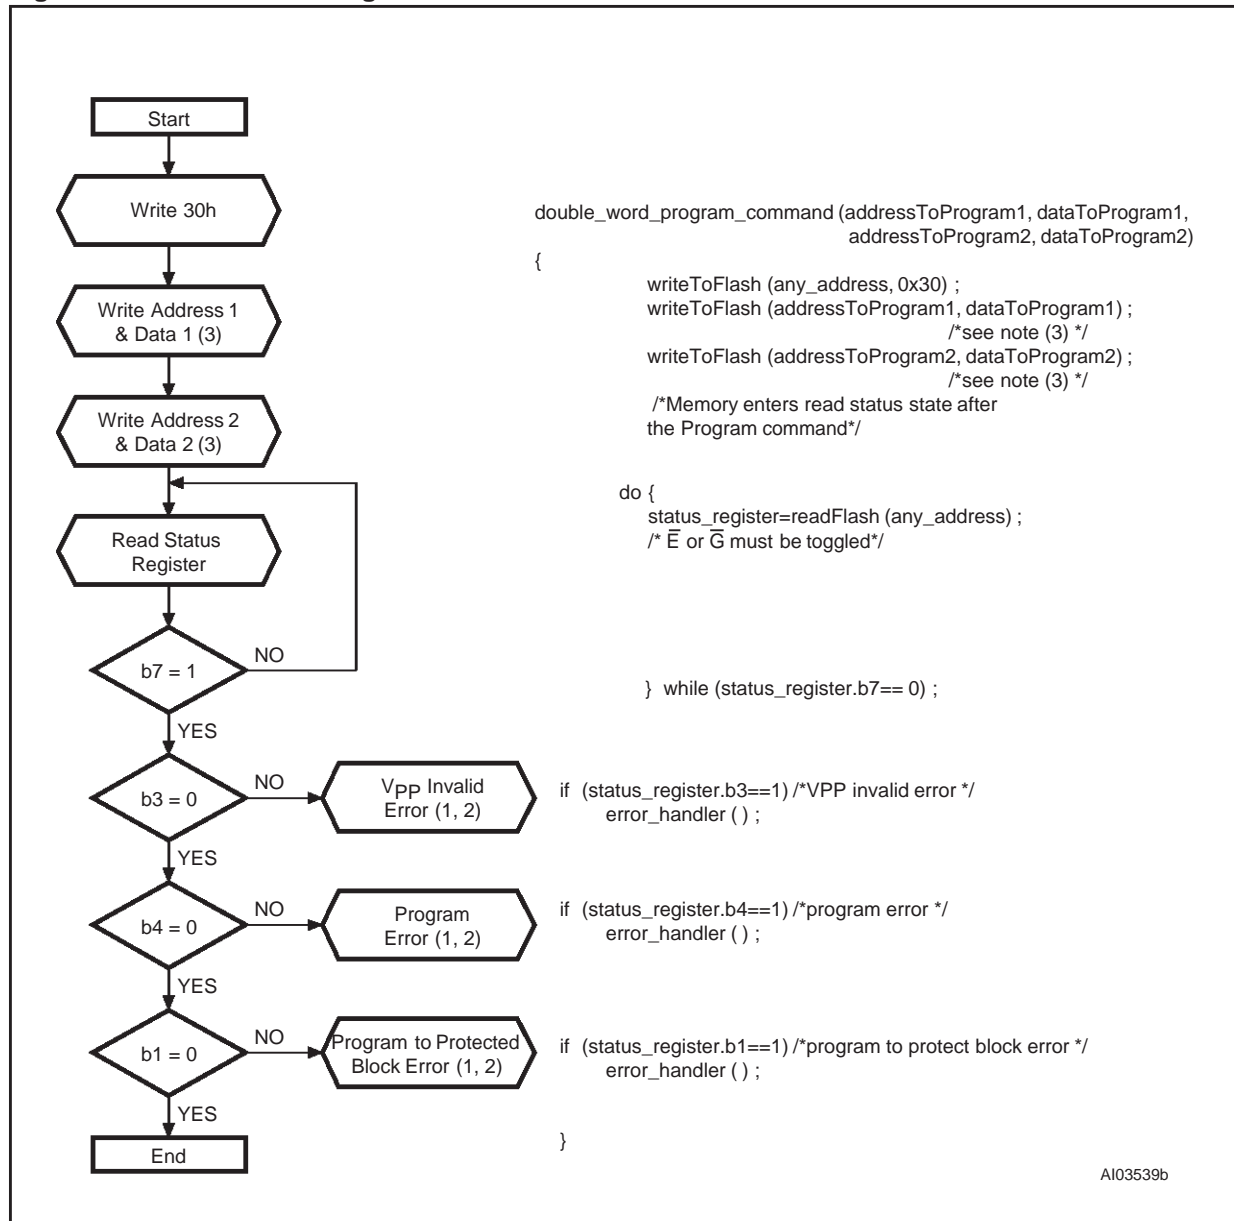 Start
Write 30h
Write Address 1
& Data 1 (3)
Write Address 2
& Data 2 (3)
Read Status
Register
b7 = 1
NO
YES
b3 = 0
NO
VPP Invalid
Error (1, 2)
YES
b4 = 0
NO
Program
Error (1, 2)
YES
b1 = 0
NO
Program to Protected
Block Error (1, 2)
YES
End
double_word_program_command (addressToProgram1, dataToProgram1,
addressToProgram2, dataToProgram2)
{
writeToFlash (any_address, 0x30) ;
writeToFlash (addressToProgram1, dataToProgram1) ;
/*see note (3) */
writeToFlash (addressToProgram2, dataToProgram2) ;
/*see note (3) */
/*Memory enters read status state after
the Program command*/
do {
status_register=readFlash (any_address) ;
/* E̅ or G̅ must be toggled*/
} while (status_register.b7== 0) ;
if (status_register.b3==1) /*VPP invalid error */
error_handler ( ) ;
if (status_register.b4==1) /*program error */
error_handler ( ) ;
if (status_register.b1==1) /*program to protect block error */
error_handler ( ) ;
}
AI03539b